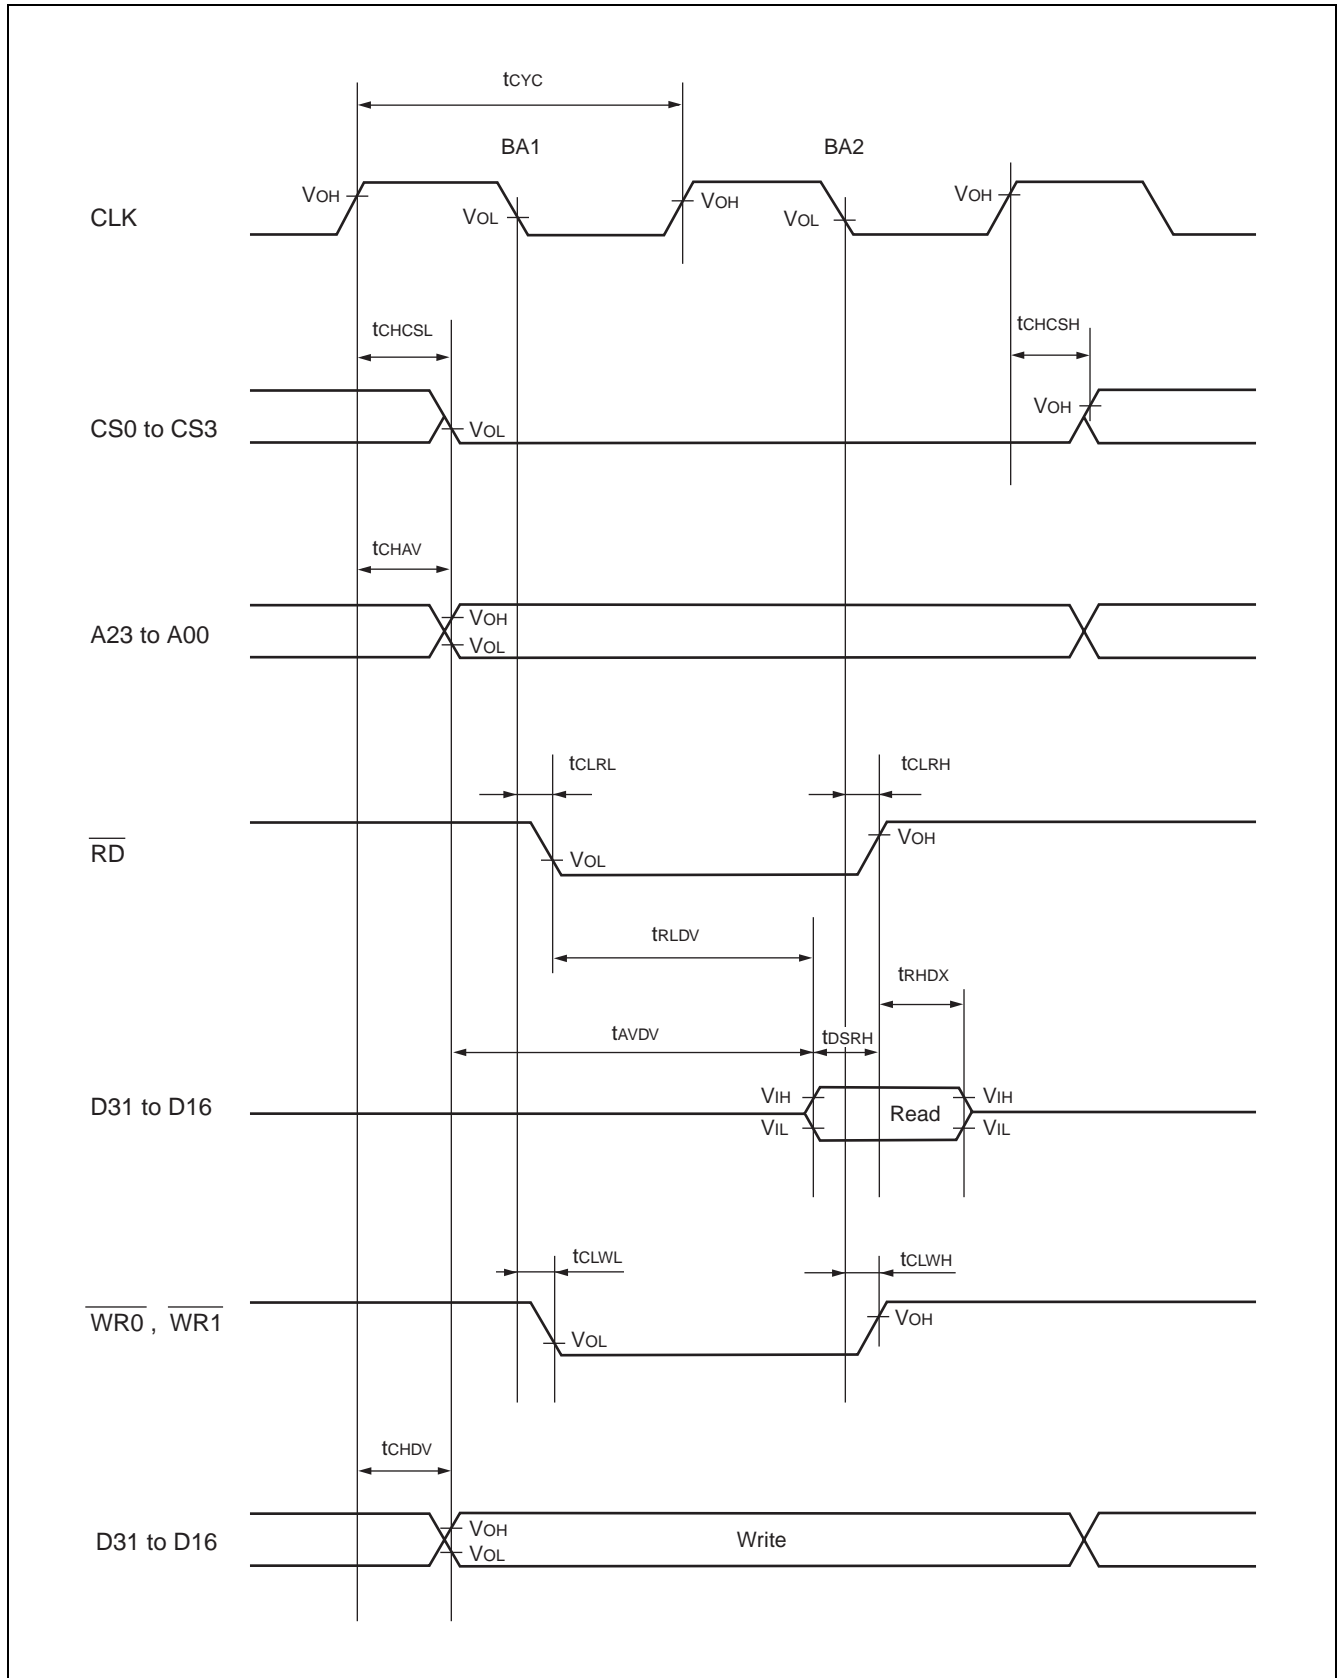 tCYC
BA1 BA2
CLK VOH VOL VOH VOL VOH
tCHCSL tCHCSH
CS0 to CS3 VOL VOH
tCHAV
A23 to A00 VOH
VOL
tCLRL tCLRH
RD VOL VOH
tRLDV
tRHDX
tAVDV tDSRH
D31 to D16 VIH Read VIH
VIL VIL
tCLWL tCLWH
WR0 , WR1 VOL VOH
tCHDV
D31 to D16 VOH Write
VOL